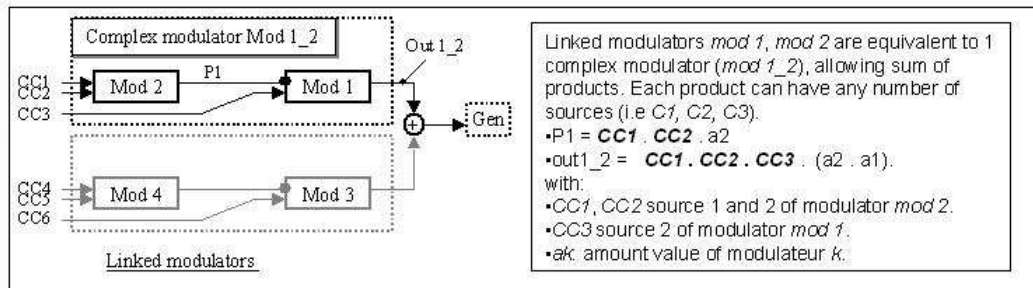 Complex modulator Mod 1_2
Out 1_2
CC1
CC2
CC3
Mod 2
P1
Mod 1
+
Gen
CC4
CC5
CC6
Mod 4
Mod 3
Linked modulators
Linked modulators mod 1, mod 2 are equivalent to 1
complex modulator (mod 1_2), allowing sum of
products. Each product can have any number of
sources (i.e C1, C2, C3).
•P1 = CC1 . CC2 . a2
•out1_2 = CC1 . CC2 . CC3 . (a2 . a1).
with:
•CC1, CC2 source 1 and 2 of modulator mod 2.
•CC3 source 2 of modulator mod 1.
•ak: amount value of modulateur k.